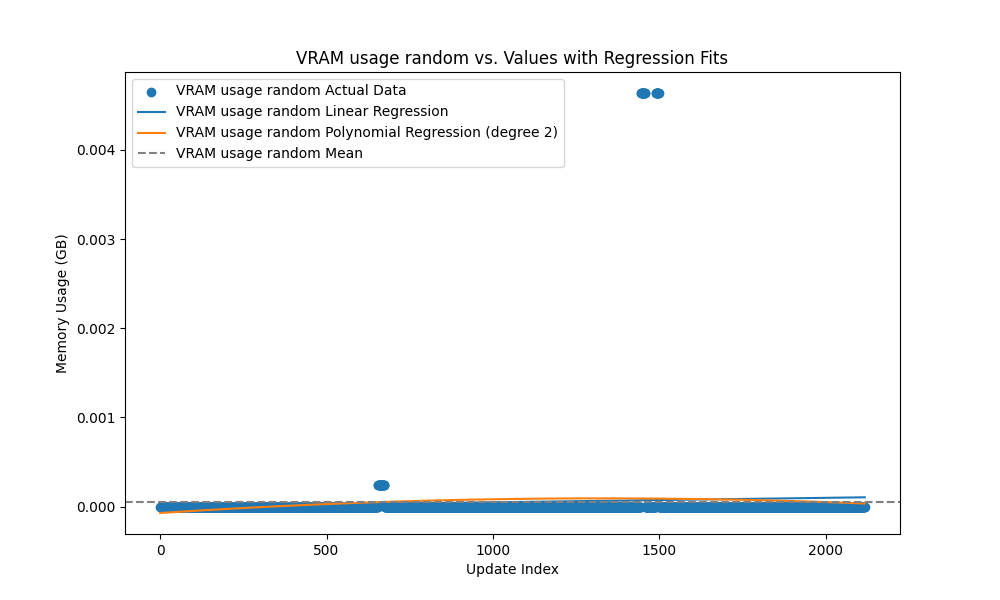 VRAM usage random vs. Values with Regression Fits
VRAM usage random Actual Data
VRAM usage random Linear Regression
VRAM usage random Polynomial Regression (degree 2)
VRAM usage random Mean
Memory Usage (GB)
0.004
0.003
0.002
0.001
0.000
0 500 1000 1500 2000
Update Index